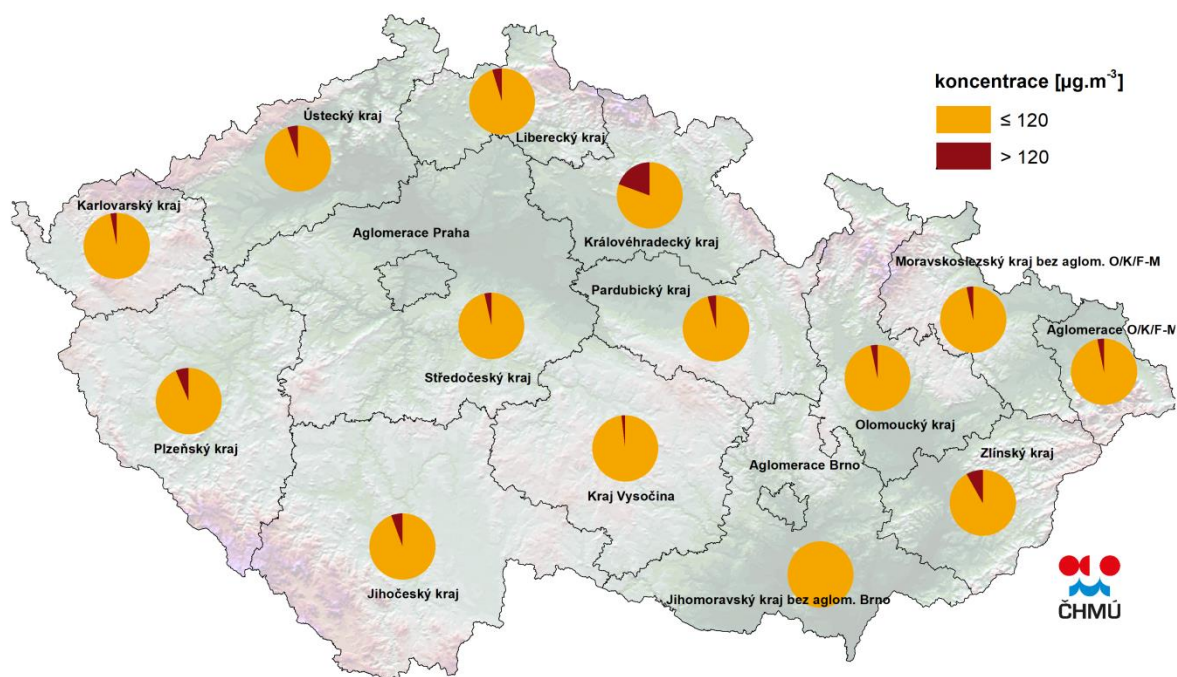 koncentrace [µg.m-3]
≤ 120
> 120
Ústecký kraj
Liberecký kraj
Karlovarský kraj
Aglomerace Praha
Královéhradecký kraj
Moravskoslezský kraj bez aglom. O/K/F-M
Pardubický kraj
Aglomerace O/K/F-M
Středočeský kraj
Olomoucký kraj
Plzeňský kraj
Zlínský kraj
Aglomerace Brno
Kraj Vysočina
Jihočeský kraj
Jihomoravský kraj bez aglom. Brno
ČHMÚ